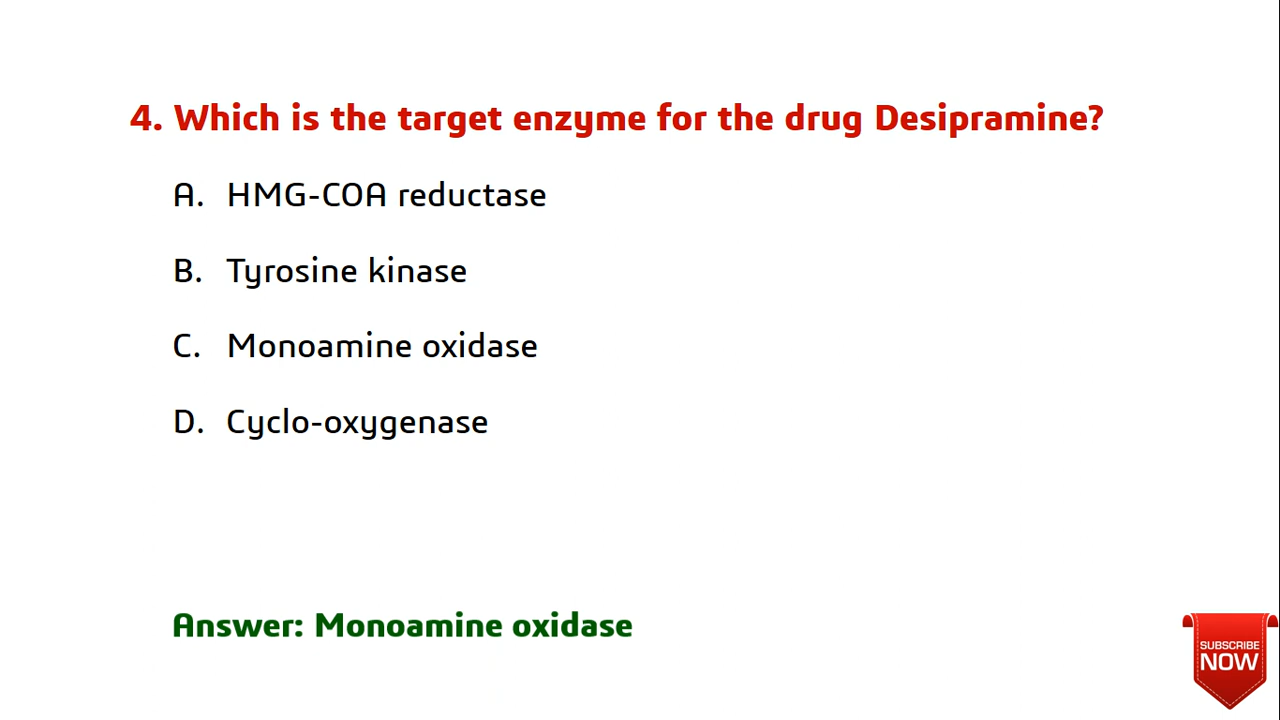 4. Which is the target enzyme for the drug Desipramine?
A. HMG-COA reductase
B. Tyrosine kinase
C. Monoamine oxidase
D. Cyclo-oxygenase
Answer: Monoamine oxidase
SUBSCRIBE
NOW